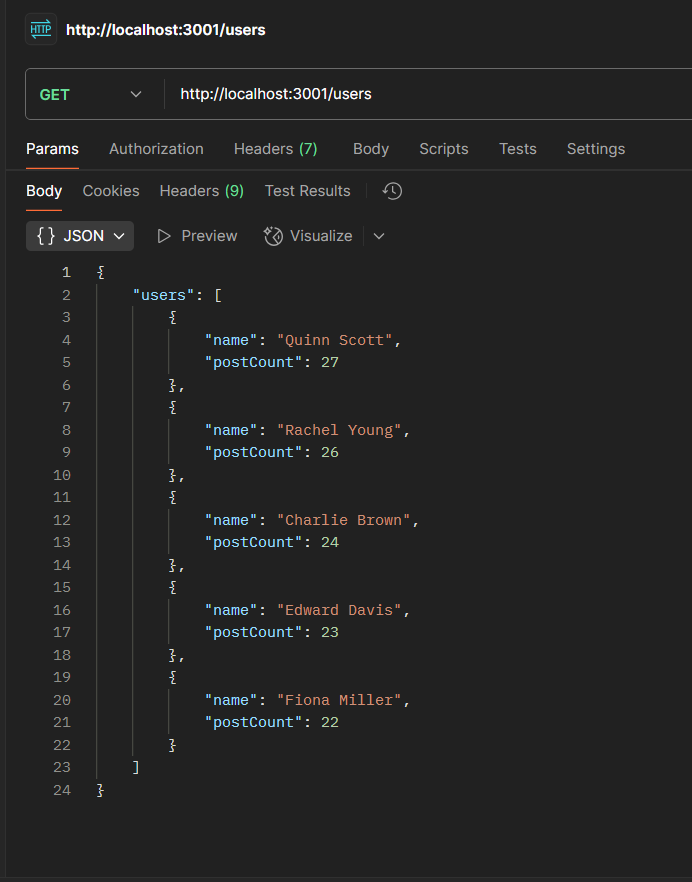 HTTP http://localhost:3001/users
GET http://localhost:3001/users
Params Authorization Headers (7) Body Scripts Tests Settings
Body Cookies Headers (9) Test Results
{} JSON Preview Visualize
1 {
2 "users": [
3 {
4 "name": "Quinn Scott",
5 "postCount": 27
6 },
7 {
8 "name": "Rachel Young",
9 "postCount": 26
10 },
11 {
12 "name": "Charlie Brown",
13 "postCount": 24
14 },
15 {
16 "name": "Edward Davis",
17 "postCount": 23
18 },
19 {
20 "name": "Fiona Miller",
21 "postCount": 22
22 }
23 ]
24 }